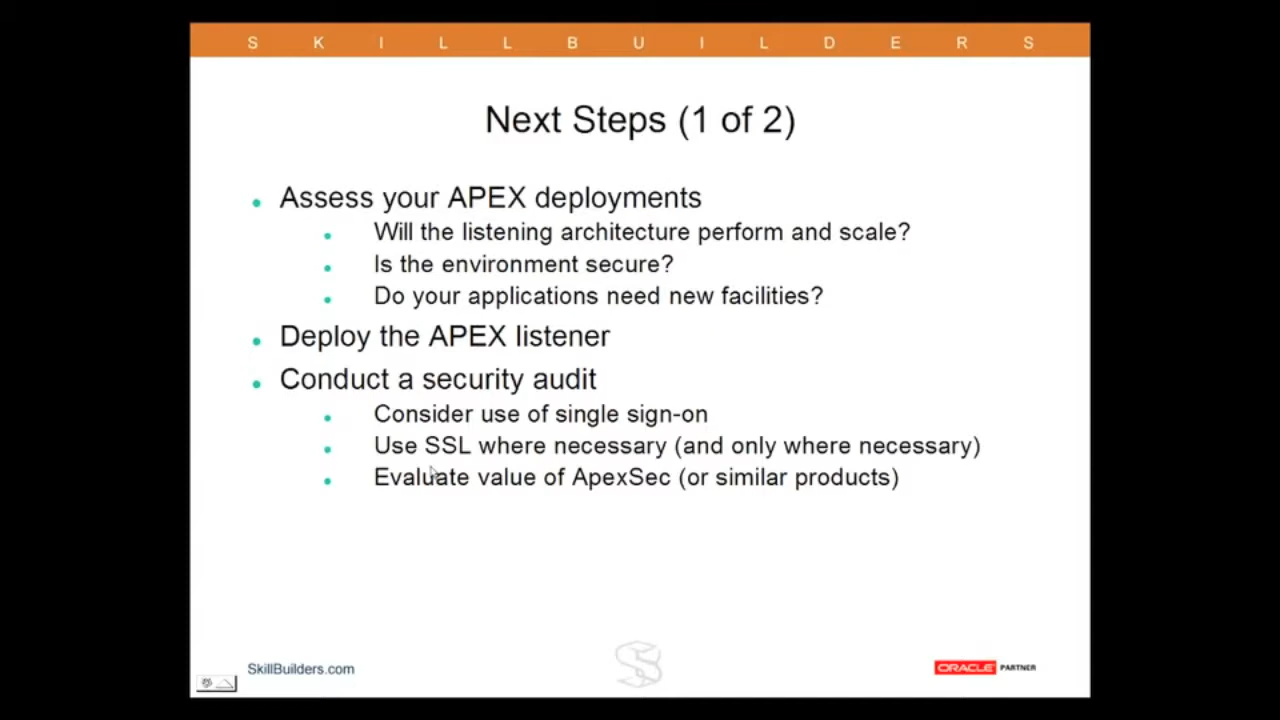 S K I L L B U I L D E R S
Next Steps (1 of 2)
Assess your APEX deployments
Will the listening architecture perform and scale?
Is the environment secure?
Do your applications need new facilities?
Deploy the APEX listener
Conduct a security audit
Consider use of single sign-on
Use SSL where necessary (and only where necessary)
Evaluate value of ApexSec (or similar products)
SkillBuilders.com
ORACLE PARTNER